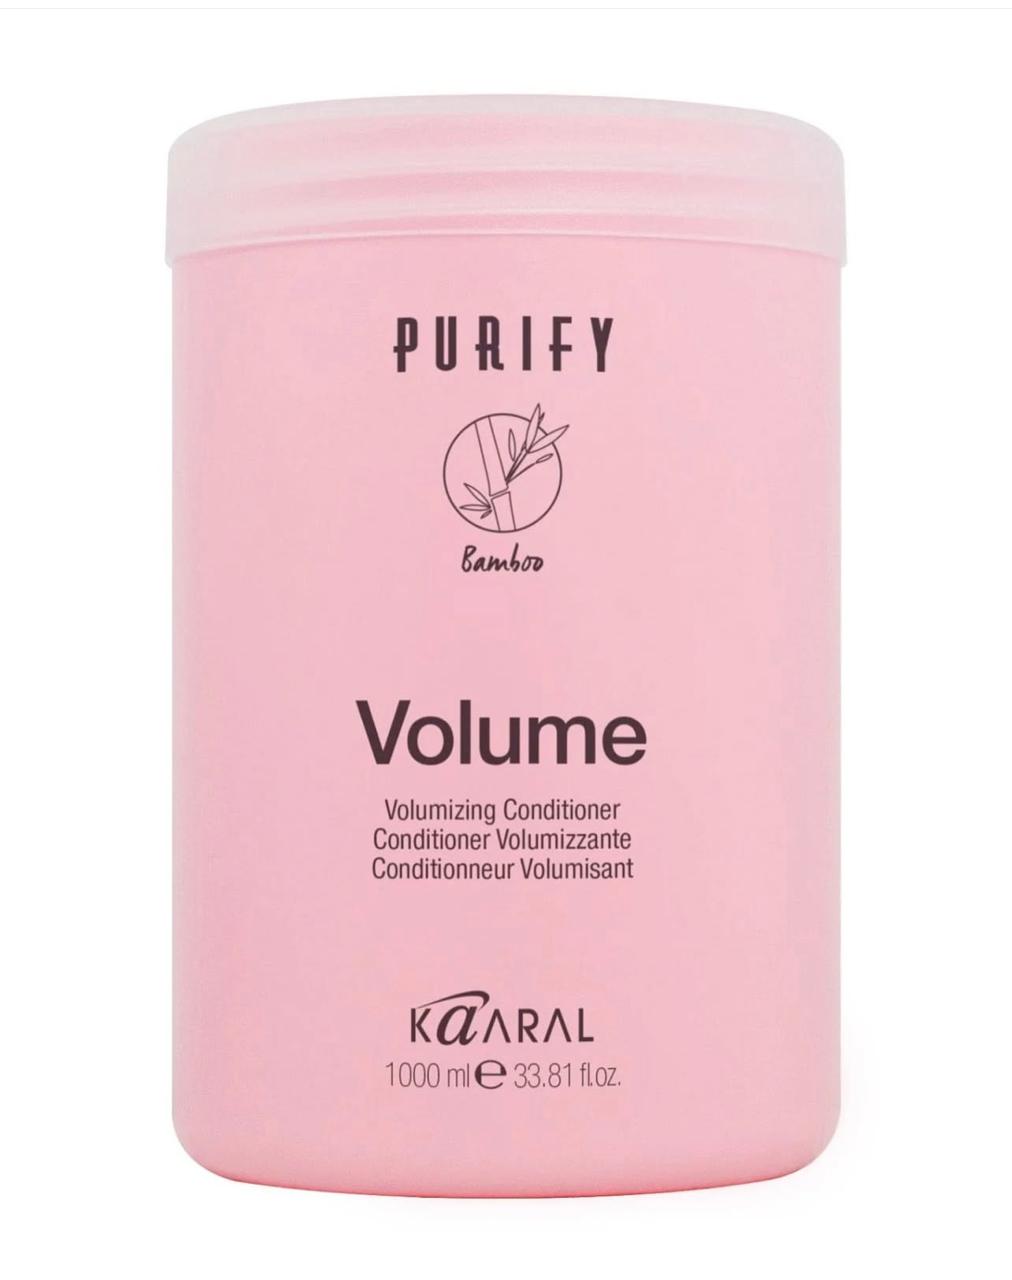 PURIFY
Bamboo
Volume
Volumizing Conditioner
Conditioner Volumizzante
Conditionneur Volumisant
KAARAL
1000 ml ℮ 33.81 fl.oz.